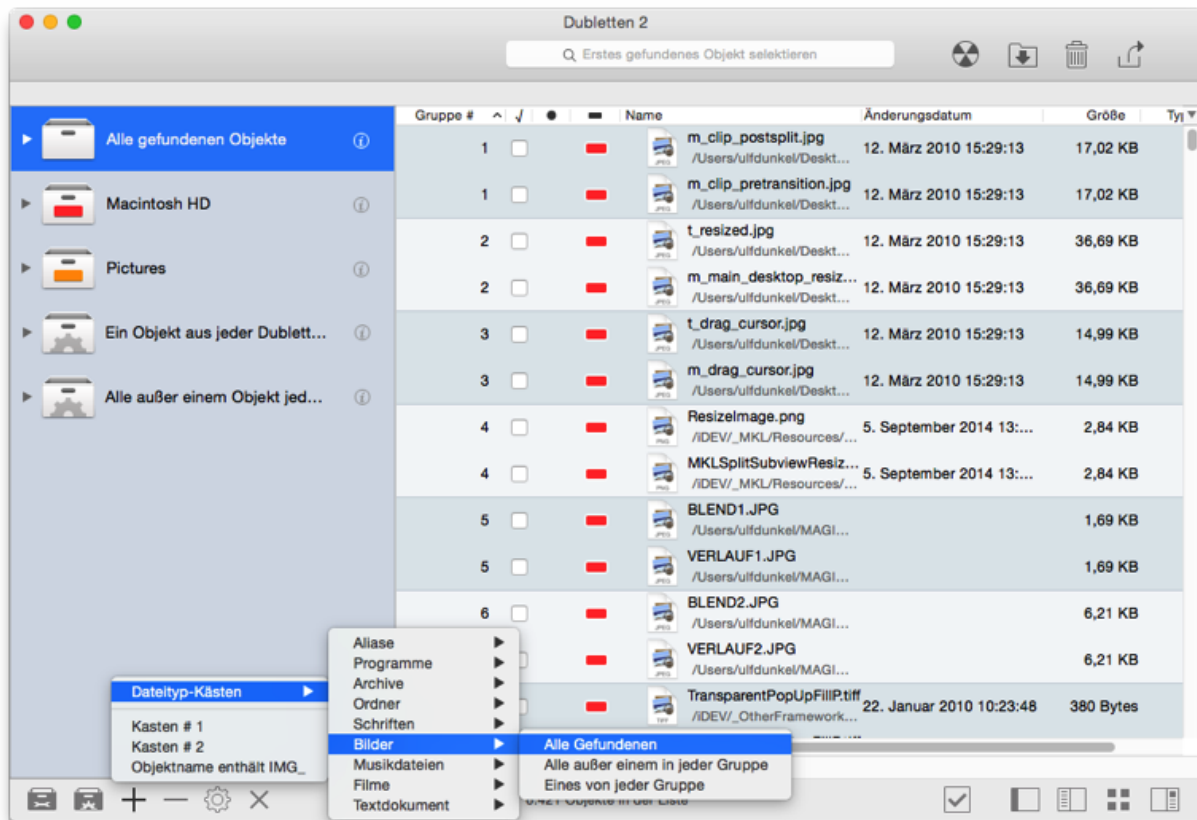 Dubletten 2
Erstes gefundenes Objekt selektieren
Alle gefundenen Objekte
Macintosh HD
Pictures
Ein Objekt aus jeder Dublett...
Alle außer einem Objekt jed...
Gruppe # Name Änderungsdatum Größe
1 m_clip_postsplit.jpg 12. März 2010 15:29:13 17,02 KB
/Users/ulfdunkel/Deskt...
1 m_clip_pretransition.jpg 12. März 2010 15:29:13 17,02 KB
/Users/ulfdunkel/Deskt...
2 t_resized.jpg 12. März 2010 15:29:13 36,69 KB
/Users/ulfdunkel/Deskt...
2 m_main_desktop_resiz... 12. März 2010 15:29:13 36,69 KB
/Users/ulfdunkel/Deskt...
3 t_drag_cursor.jpg 12. März 2010 15:29:13 14,99 KB
/Users/ulfdunkel/Deskt...
3 m_drag_cursor.jpg 12. März 2010 15:29:13 14,99 KB
/Users/ulfdunkel/Deskt...
4 ResizeImage.png 5. September 2014 13:... 2,84 KB
/iDEV/_MKL/Resources/...
4 MKLSplitSubviewResiz... 5. September 2014 13:... 2,84 KB
/iDEV/_MKL/Resources/...
5 BLEND1.JPG 1,69 KB
/Users/ulfdunkel/MAGI...
5 VERLAUF1.JPG 1,69 KB
/Users/ulfdunkel/MAGI...
6 BLEND2.JPG 6,21 KB
/Users/ulfdunkel/MAGI...
VERLAUF2.JPG 6,21 KB
/Users/ulfdunkel/MAGI...
TransparentPopUpFillP.tiff 22. Januar 2010 10:23:48 380 Bytes
/iDEV/_OtherFramework...
Dateityp-Kästen
Kasten # 1
Kasten # 2
Objektname enthält IMG_
Aliase
Programme
Archive
Ordner
Schriften
Bilder
Musikdateien
Filme
Textdokument
Alle Gefundenen
Alle außer einem in jeder Gruppe
Eines von jeder Gruppe
Objekte in der Liste